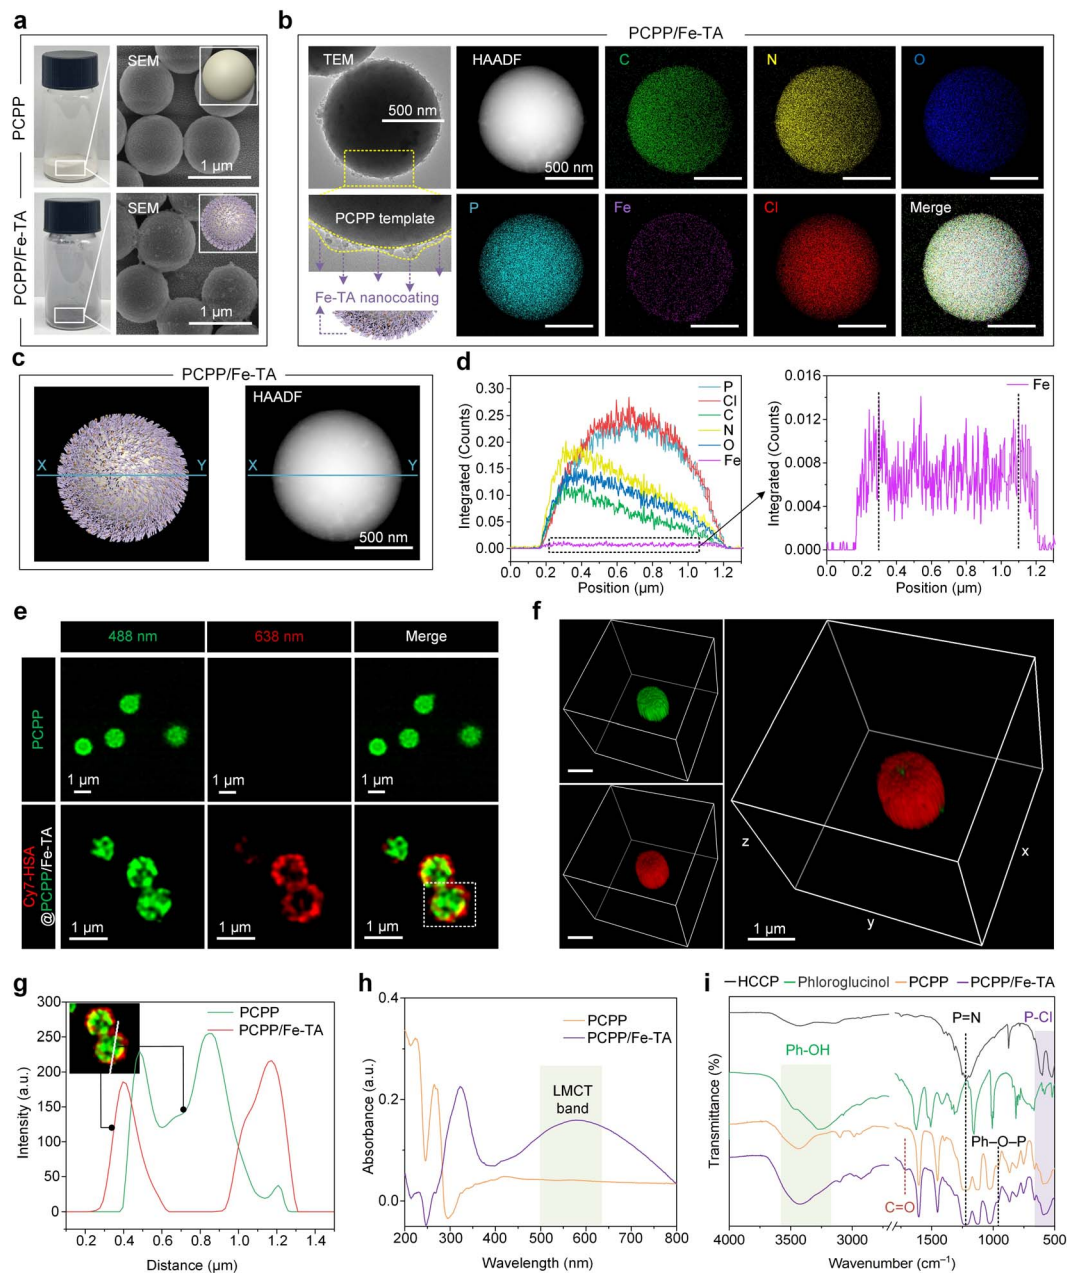 a
PCPP
SEM
1 µm
PCPP/Fe-TA
SEM
1 µm
b
PCPP/Fe-TA
TEM
500 nm
HAADF
500 nm
C
N
O
PCPP template
Fe-TA nanocoating
P
Fe
Cl
Merge
c
PCPP/Fe-TA
X
Y
HAADF
X
Y
500 nm
d
Integrated (Counts)
0.30
0.25
0.20
0.15
0.10
0.05
0.00
P
Cl
C
N
O
Fe
0.0 0.2 0.4 0.6 0.8 1.0 1.2
Position (µm)
Integrated (Counts)
0.016
0.012
0.008
0.004
0.000
Fe
0.0 0.2 0.4 0.6 0.8 1.0 1.2
Position (µm)
e
488 nm
638 nm
Merge
PCPP
1 µm
1 µm
1 µm
Cy7-HSA
@PCPP/Fe-TA
1 µm
1 µm
1 µm
f
z
y
x
1 µm
g
Intensity (a.u.)
300
250
200
150
100
50
0
PCPP
PCPP/Fe-TA
0.2 0.4 0.6 0.8 1.0 1.2 1.4
Distance (µm)
h
Absorbance (a.u.)
0.4
0.2
0.0
PCPP
PCPP/Fe-TA
LMCT
band
200 300 400 500 600 700 800
Wavelength (nm)
i
HCCP Phloroglucinol PCPP PCPP/Fe-TA
Transmittance (%)
P=N
P-Cl
Ph-OH
Ph–O–P
C=O
4000 3500 3000 1500 1000 500
Wavenumber (cm⁻¹)